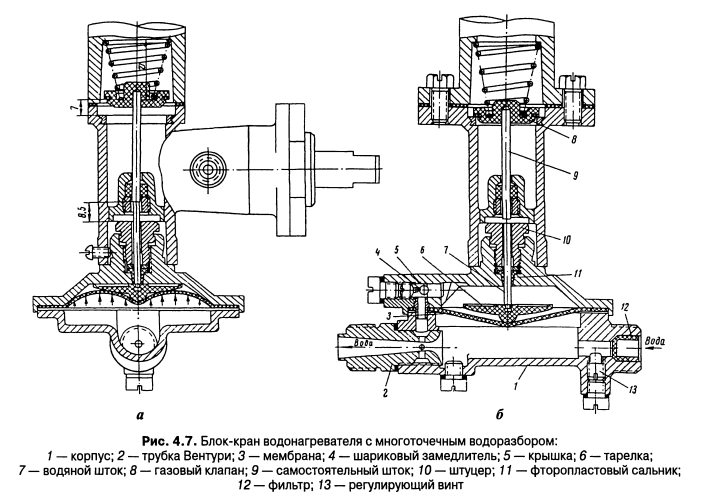 7
8,5
8
9
10
11
4
5
6
7
3
12
Вода
Вода
2
1
13
а
б
Рис. 4.7. Блок-кран водонагревателя с многоточечным водоразбором:
1 — корпус; 2 — трубка Вентури; 3 — мембрана; 4 — шариковый замедлитель; 5 — крышка; 6 — тарелка;
7 — водяной шток; 8 — газовый клапан; 9 — самостоятельный шток; 10 — штуцер; 11 — фторопластовый сальник;
12 — фильтр; 13 — регулирующий винт